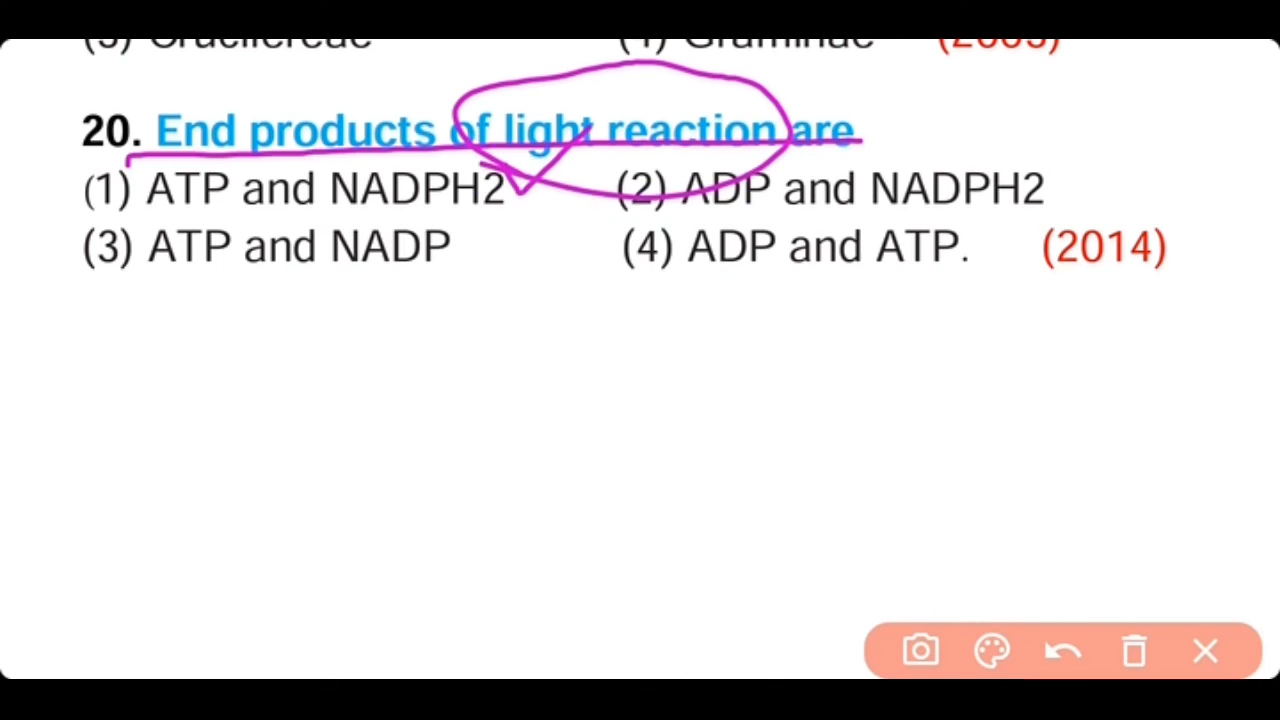 20. End products of light reaction are
(1) ATP and NADPH2 (2) ADP and NADPH2
(3) ATP and NADP (4) ADP and ATP. (2014)